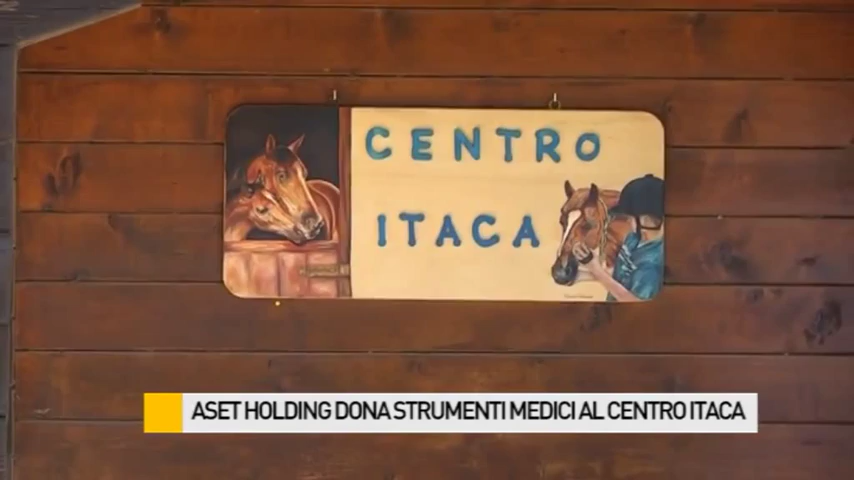 CENTRO
ITACA
ASET HOLDING DONA STRUMENTI MEDICI AL CENTRO ITACA